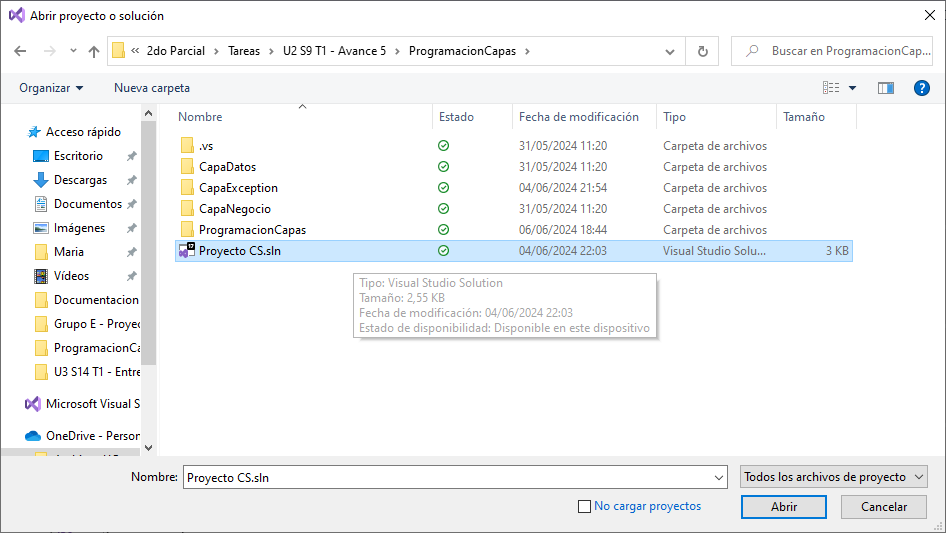 Abrir proyecto o solución
« 2do Parcial > Tareas > U2 S9 T1 - Avance 5 > ProgramacionCapas >
Buscar en ProgramacionCap...
Organizar
Nueva carpeta
Nombre Estado Fecha de modificación Tipo Tamaño
Acceso rápido
Escritorio
Descargas
Documentos
Imágenes
Maria
Vídeos
Documentacion
Grupo E - Proyec
ProgramacionCa
U3 S14 T1 - Entre
Microsoft Visual S
OneDrive - Person
.vs 31/05/2024 11:20 Carpeta de archivos
CapaDatos 31/05/2024 11:20 Carpeta de archivos
CapaException 04/06/2024 21:54 Carpeta de archivos
CapaNegocio 31/05/2024 11:20 Carpeta de archivos
ProgramacionCapas 06/06/2024 18:44 Carpeta de archivos
Proyecto CS.sln 04/06/2024 22:03 Visual Studio Solu... 3 KB
Tipo: Visual Studio Solution
Tamaño: 2,55 KB
Fecha de modificación: 04/06/2024 22:03
Estado de disponibilidad: Disponible en este dispositivo
Nombre: Proyecto CS.sln
Todos los archivos de proyecto
No cargar proyectos
Abrir
Cancelar